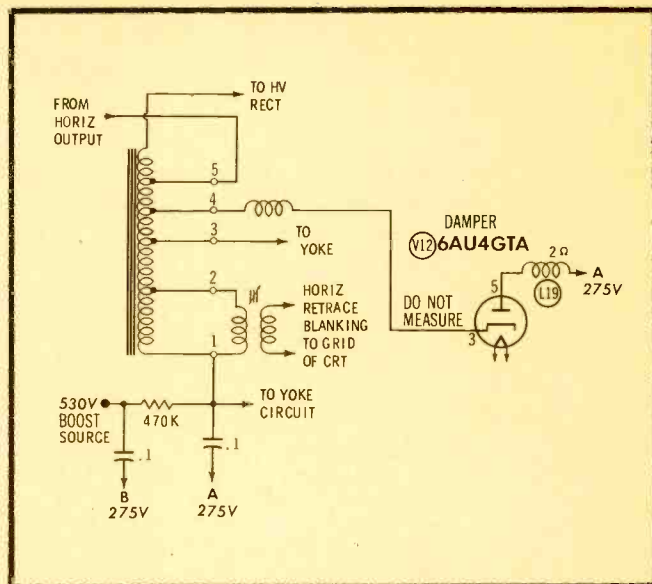 TO HV
RECT
FROM
HORIZ
OUTPUT
5
4
3
TO
YOKE
2
HORIZ
RETRACE
BLANKING
TO GRID
OF CRT
1
DAMPER
V12 6AU4GTA
2Ω
5
A
275V
L19
DO NOT
MEASURE
3
530V
BOOST
SOURCE
470K
TO YOKE
CIRCUIT
.1
.1
B
275V
A
275V